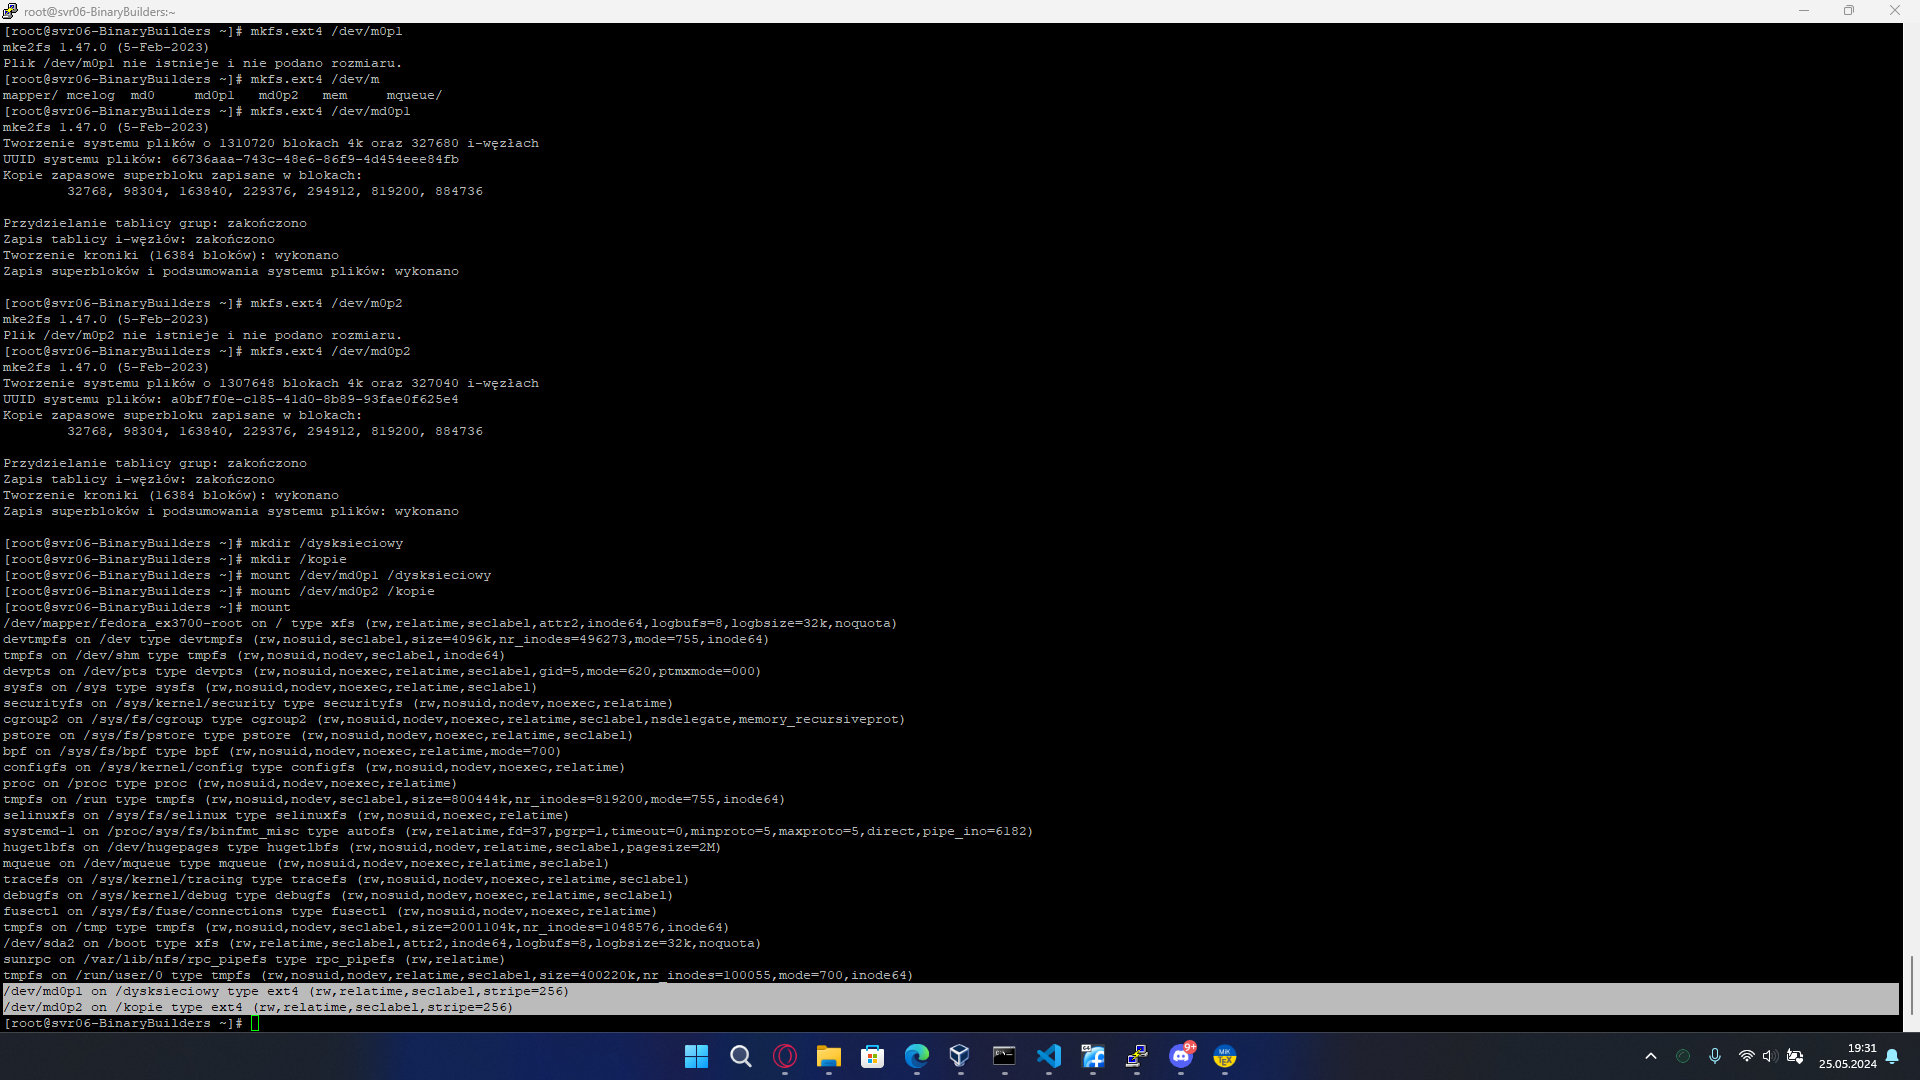 root@svr06-BinaryBuilders:~
[root@svr06-BinaryBuilders ~]# mkfs.ext4 /dev/m0p1
mke2fs 1.47.0 (5-Feb-2023)
Plik /dev/m0p1 nie istnieje i nie podano rozmiaru.
[root@svr06-BinaryBuilders ~]# mkfs.ext4 /dev/m
mapper/ mcelog  md0     md0p1   md0p2   mem     mqueue/
[root@svr06-BinaryBuilders ~]# mkfs.ext4 /dev/md0p1
mke2fs 1.47.0 (5-Feb-2023)
Tworzenie systemu plików o 1310720 blokach 4k oraz 327680 i-węzłach
UUID systemu plików: 66736aaa-743c-48e6-86f9-4d454eee84fb
Kopie zapasowe superbloku zapisane w blokach:
        32768, 98304, 163840, 229376, 294912, 819200, 884736
Przydzielanie tablicy grup: zakończono
Zapis tablicy i-węzłów: zakończono
Tworzenie kroniki (16384 bloków): wykonano
Zapis superbloków i podsumowania systemu plików: wykonano
[root@svr06-BinaryBuilders ~]# mkfs.ext4 /dev/m0p2
mke2fs 1.47.0 (5-Feb-2023)
Plik /dev/m0p2 nie istnieje i nie podano rozmiaru.
[root@svr06-BinaryBuilders ~]# mkfs.ext4 /dev/md0p2
mke2fs 1.47.0 (5-Feb-2023)
Tworzenie systemu plików o 1307648 blokach 4k oraz 327040 i-węzłach
UUID systemu plików: a0bf7f0e-c185-41d0-8b89-93fae0f625e4
Kopie zapasowe superbloku zapisane w blokach:
        32768, 98304, 163840, 229376, 294912, 819200, 884736
Przydzielanie tablicy grup: zakończono
Zapis tablicy i-węzłów: zakończono
Tworzenie kroniki (16384 bloków): wykonano
Zapis superbloków i podsumowania systemu plików: wykonano
[root@svr06-BinaryBuilders ~]# mkdir /dysksieciowy
[root@svr06-BinaryBuilders ~]# mkdir /kopie
[root@svr06-BinaryBuilders ~]# mount /dev/md0p1 /dysksieciowy
[root@svr06-BinaryBuilders ~]# mount /dev/md0p2 /kopie
[root@svr06-BinaryBuilders ~]# mount
/dev/mapper/fedora_ex3700-root on / type xfs (rw,relatime,seclabel,attr2,inode64,logbufs=8,logbsize=32k,noquota)
devtmpfs on /dev type devtmpfs (rw,nosuid,seclabel,size=4096k,nr_inodes=496273,mode=755,inode64)
tmpfs on /dev/shm type tmpfs (rw,nosuid,nodev,seclabel,inode64)
devpts on /dev/pts type devpts (rw,nosuid,noexec,relatime,seclabel,gid=5,mode=620,ptmxmode=000)
sysfs on /sys type sysfs (rw,nosuid,nodev,noexec,relatime,seclabel)
securityfs on /sys/kernel/security type securityfs (rw,nosuid,nodev,noexec,relatime)
cgroup2 on /sys/fs/cgroup type cgroup2 (rw,nosuid,nodev,noexec,relatime,seclabel,nsdelegate,memory_recursiveprot)
pstore on /sys/fs/pstore type pstore (rw,nosuid,nodev,noexec,relatime,seclabel)
bpf on /sys/fs/bpf type bpf (rw,nosuid,nodev,noexec,relatime,mode=700)
configfs on /sys/kernel/config type configfs (rw,nosuid,nodev,noexec,relatime)
proc on /proc type proc (rw,nosuid,nodev,noexec,relatime)
tmpfs on /run type tmpfs (rw,nosuid,nodev,seclabel,size=800444k,nr_inodes=819200,mode=755,inode64)
selinuxfs on /sys/fs/selinux type selinuxfs (rw,nosuid,noexec,relatime)
systemd-1 on /proc/sys/fs/binfmt_misc type autofs (rw,relatime,fd=37,pgrp=1,timeout=0,minproto=5,maxproto=5,direct,pipe_ino=6182)
hugetlbfs on /dev/hugepages type hugetlbfs (rw,nosuid,nodev,relatime,seclabel,pagesize=2M)
mqueue on /dev/mqueue type mqueue (rw,nosuid,nodev,noexec,relatime,seclabel)
tracefs on /sys/kernel/tracing type tracefs (rw,nosuid,nodev,noexec,relatime,seclabel)
debugfs on /sys/kernel/debug type debugfs (rw,nosuid,nodev,noexec,relatime,seclabel)
fusectl on /sys/fs/fuse/connections type fusectl (rw,nosuid,nodev,noexec,relatime)
tmpfs on /tmp type tmpfs (rw,nosuid,nodev,seclabel,size=2001104k,nr_inodes=1048576,inode64)
/dev/sda2 on /boot type xfs (rw,relatime,seclabel,attr2,inode64,logbufs=8,logbsize=32k,noquota)
sunrpc on /var/lib/nfs/rpc_pipefs type rpc_pipefs (rw,relatime)
tmpfs on /run/user/0 type tmpfs (rw,nosuid,nodev,relatime,seclabel,size=400220k,nr_inodes=100055,mode=700,inode64)
/dev/md0p1 on /dysksieciowy type ext4 (rw,relatime,seclabel,stripe=256)
/dev/md0p2 on /kopie type ext4 (rw,relatime,seclabel,stripe=256)
[root@svr06-BinaryBuilders ~]#
64
9+
MiK
TEX
19:31
25.05.2024